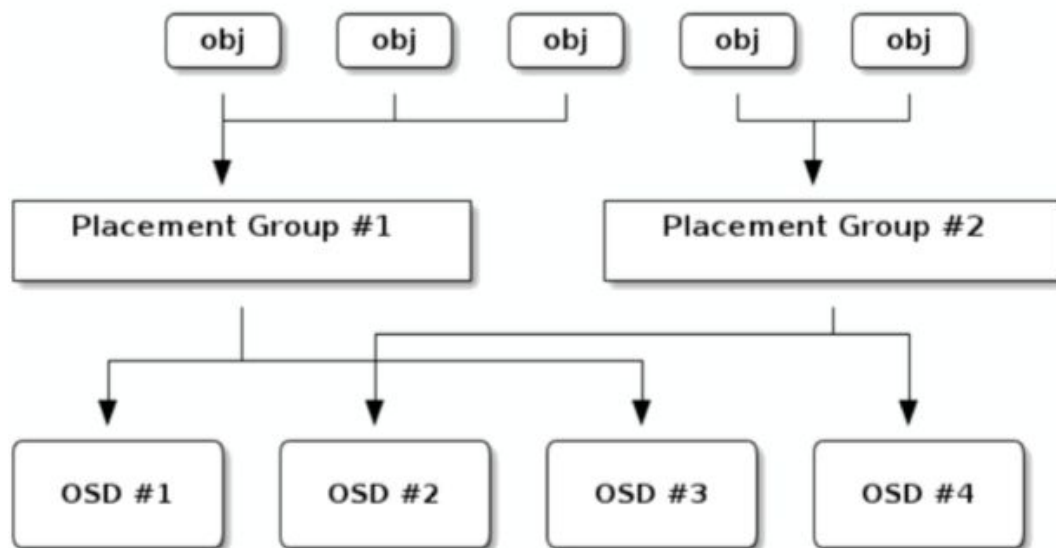 obj
obj
obj
obj
obj
Placement Group #1
Placement Group #2
OSD #1
OSD #2
OSD #3
OSD #4